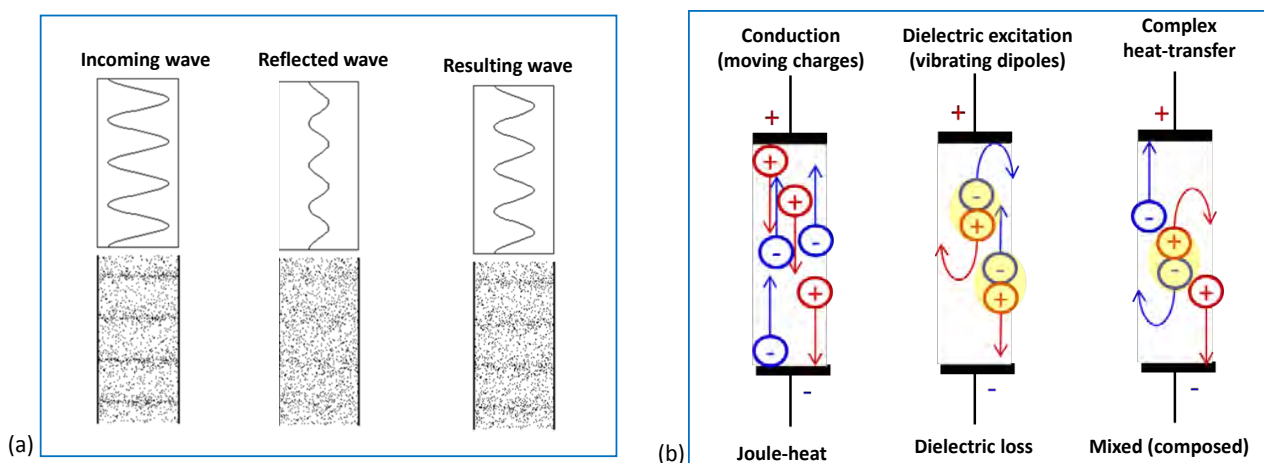 Incoming wave
Reflected wave
Resulting wave
(a)
Conduction
(moving charges)
Dielectric excitation
(vibrating dipoles)
Complex
heat-transfer
+
+
+
+
+
-
-
+
-
-
+
-
+
-
+
-
+
-
+
-
-
-
Joule-heat
Dielectric loss
Mixed (composed)
(b)